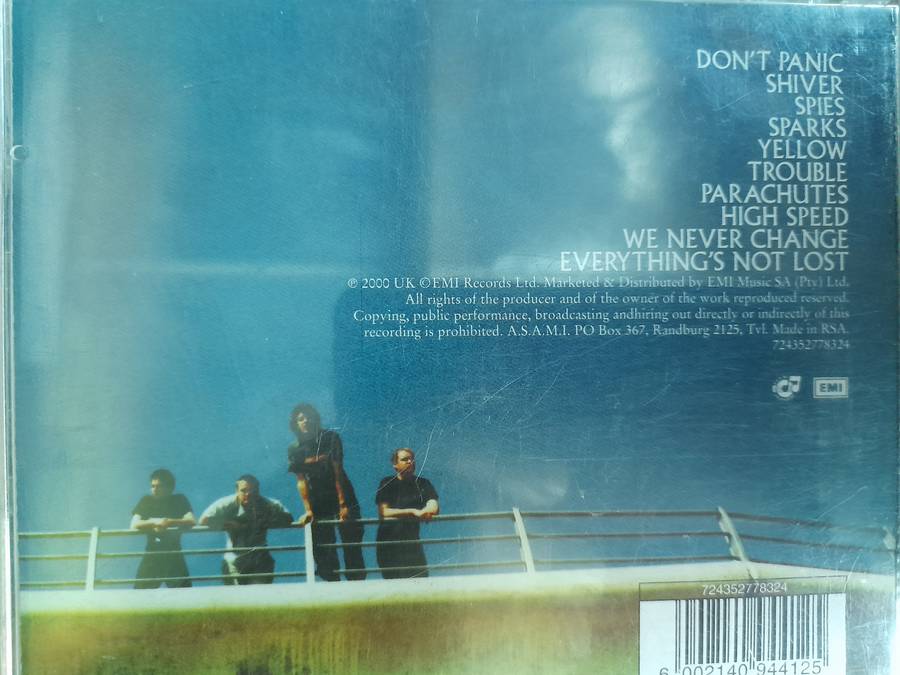 DON'T PANIC
SHIVER
SPIES
SPARKS
YELLOW
TROUBLE
PARACHUTES
HIGH SPEED
WE NEVER CHANGE
EVERYTHING'S NOT LOST
℗ 2000 UK ©EMI Records Ltd. Marketed & Distributed by EMI Music SA (Pty) Ltd.
All rights of the producer and of the owner of the work reproduced reserved.
Copying, public performance, broadcasting andhiring out directly or indirectly of this
recording is prohibited. A.S.A.M.I. PO Box 367, Randburg 2125, Tvl. Made in RSA.
724352778324
EMI
724352778324
6 002140 944125